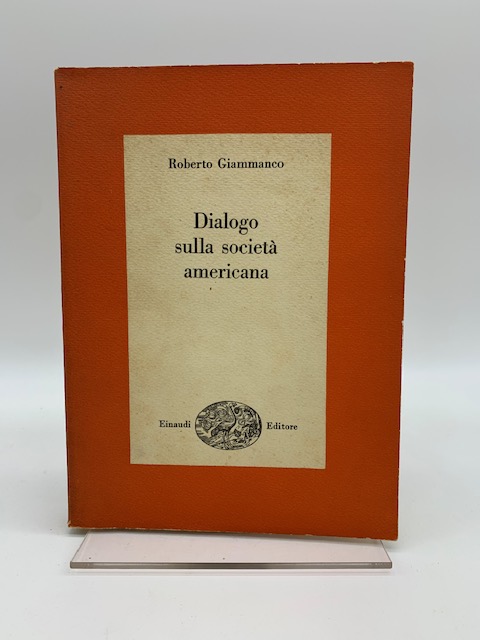 Roberto Giammanco
Dialogo
sulla società
americana
Einaudi Editore